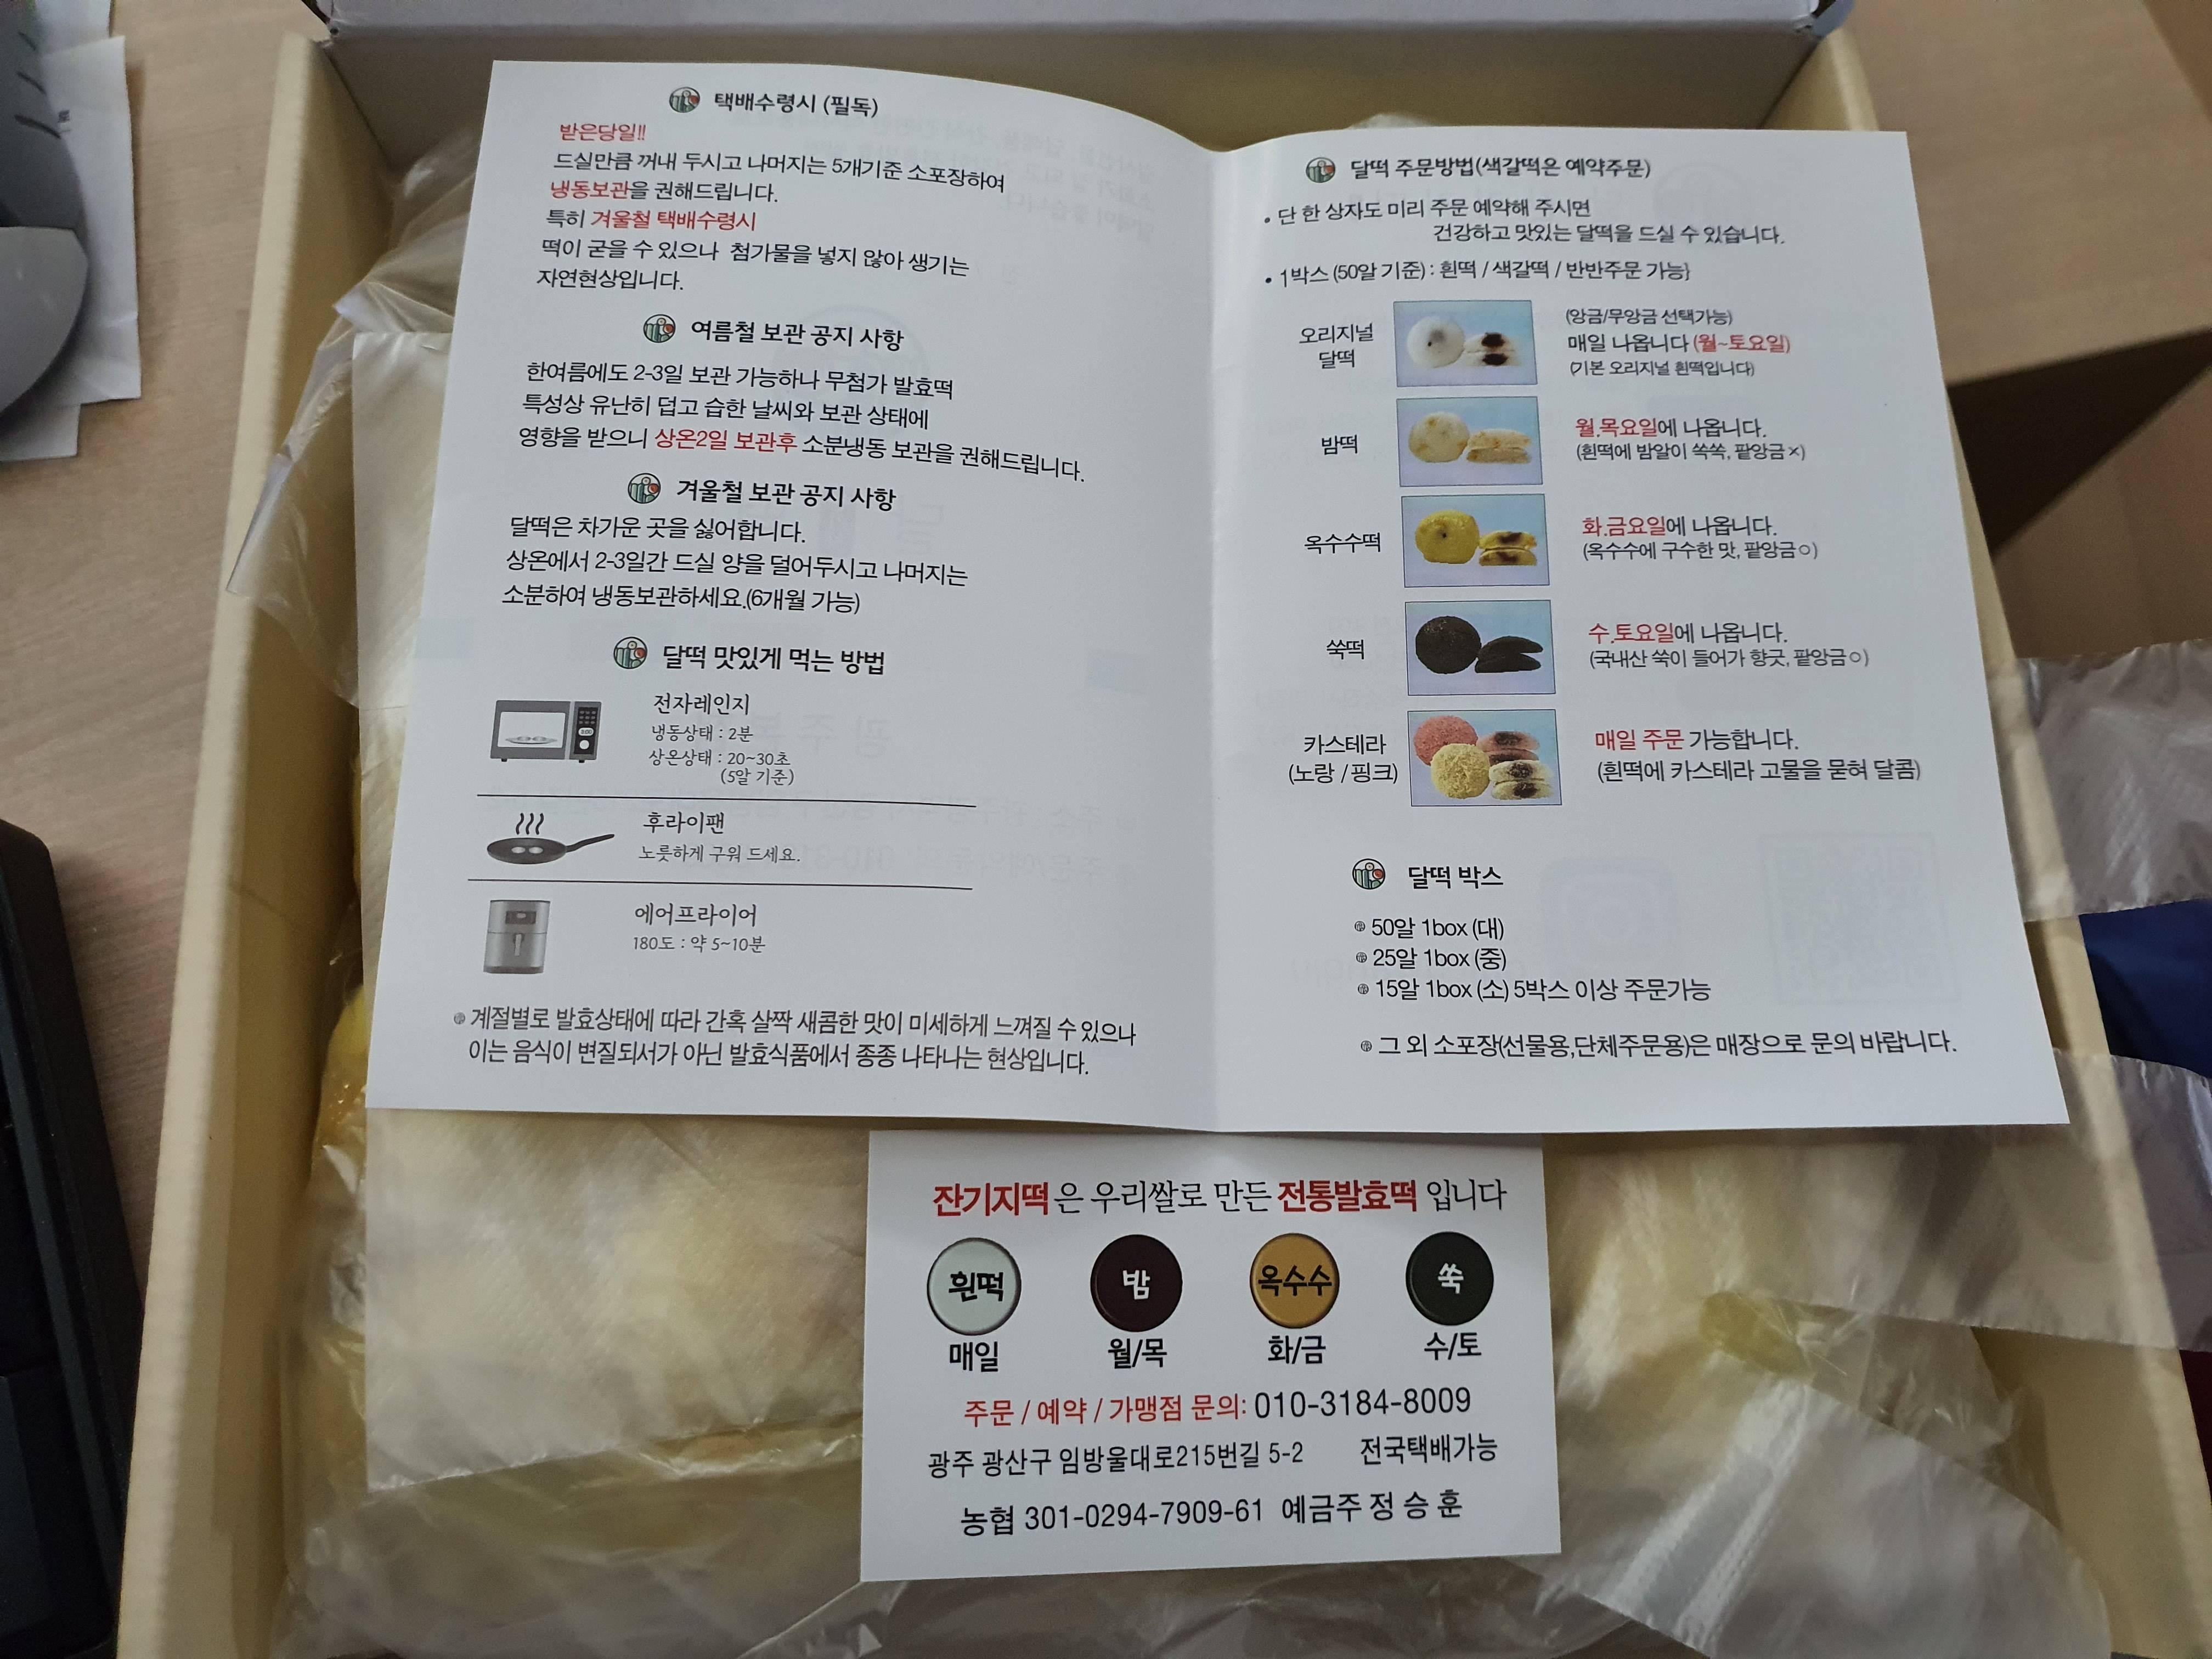 택배수령시 (필독)
받은당일!!
드실만큼 꺼내 두시고 나머지는 5개기준 소포장하여
냉동보관을 권해드립니다.
특히 겨울철 택배수령시
떡이 굳을 수 있으나 첨가물을 넣지 않아 생기는
자연현상입니다.
여름철 보관 공지 사항
한여름에도 2-3일 보관 가능하나 무첨가 발효떡
특성상 유난히 덥고 습한 날씨와 보관 상태에
영향을 받으니 상온2일 보관후 소분냉동 보관을 권해드립니다.
겨울철 보관 공지 사항
달떡은 차가운 곳을 싫어합니다.
상온에서 2-3일간 드실 양을 덜어두시고 나머지는
소분하여 냉동보관하세요.(6개월 가능)
달떡 맛있게 먹는 방법
전자레인지
냉동상태 : 2분
상온상태 : 20~30초
(5알 기준)
후라이팬
노릇하게 구워 드세요.
에어프라이어
180도 : 약 5~10분
계절별로 발효상태에 따라 간혹 살짝 새콤한 맛이 미세하게 느껴질 수 있으나
이는 음식이 변질되서가 아닌 발효식품에서 종종 나타나는 현상입니다.
달떡 주문방법(색갈떡은 예약주문)
• 단 한 상자도 미리 주문 예약해 주시면
건강하고 맛있는 달떡을 드실 수 있습니다.
• 1박스 (50알 기준) : 흰떡 / 색갈떡 / 반반주문 가능}
오리지널
달떡
(앙금/무앙금 선택가능)
매일 나옵니다 (월~토요일)
(기본 오리지널 흰떡입니다)
밤떡
월.목요일에 나옵니다.
(흰떡에 밤알이 쏙쏙, 팥앙금×)
옥수수떡
화.금요일에 나옵니다.
(옥수수에 구수한 맛, 팥앙금○)
쑥떡
수.토요일에 나옵니다.
(국내산 쑥이 들어가 향긋, 팥앙금○)
카스테라
(노랑 / 핑크)
매일 주문 가능합니다.
(흰떡에 카스테라 고물을 묻혀 달콤)
달떡 박스
50알 1box (대)
25알 1box (중)
15알 1box (소) 5박스 이상 주문가능
그 외 소포장(선물용,단체주문용)은 매장으로 문의 바랍니다.
잔기지떡은 우리쌀로 만든 전통발효떡 입니다
흰떡 밤 옥수수 쑥
매일 월/목 화/금 수/토
주문 / 예약 / 가맹점 문의: 010-3184-8009
광주 광산구 임방울대로215번길 5-2 전국택배가능
농협 301-0294-7909-61 예금주 정 승 훈